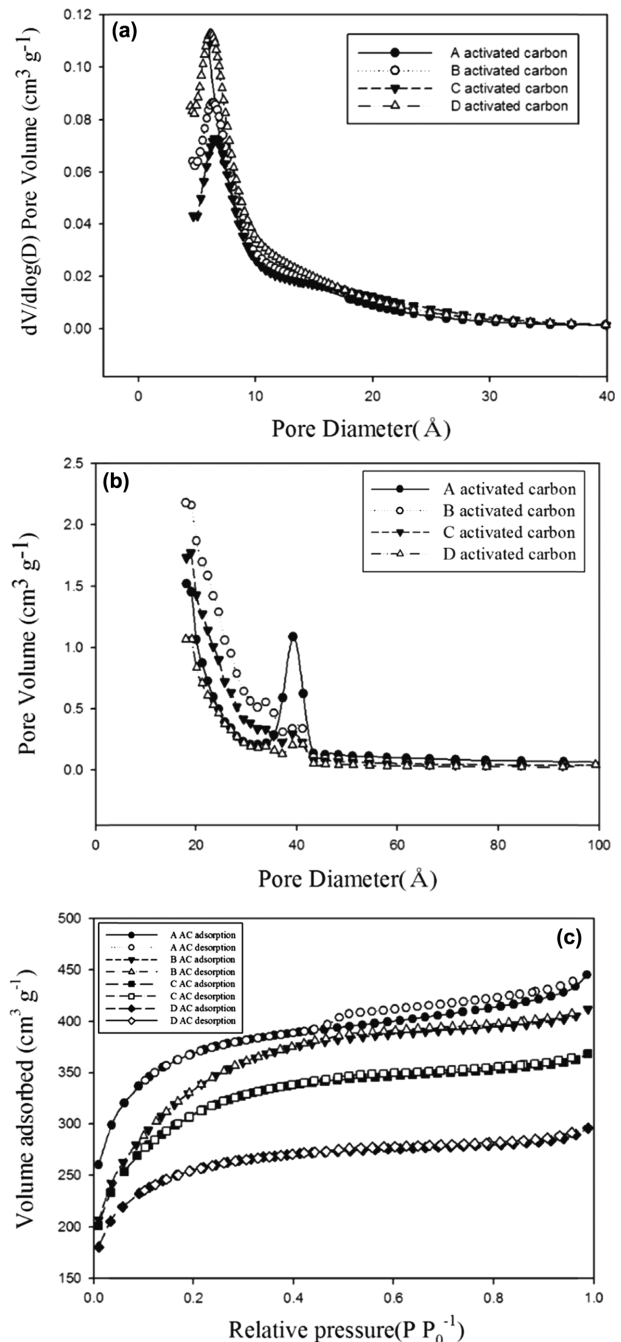 (a)
A activated carbon
B activated carbon
C activated carbon
D activated carbon
dV/dlog(D) Pore Volume (cm³ g⁻¹)
0.12
0.10
0.08
0.06
0.04
0.02
0.00
0 10 20 30 40
Pore Diameter(Å)
(b)
A activated carbon
B activated carbon
C activated carbon
D activated carbon
Pore Volume (cm³ g⁻¹)
2.5
2.0
1.5
1.0
0.5
0.0
0 20 40 60 80 100
Pore Diameter(Å)
(c)
A AC adsorption
A AC desorption
B AC adsorption
B AC desorption
C AC adsorption
C AC desorption
D AC adsorption
D AC desorption
Volume adsorbed (cm³ g⁻¹)
500
450
400
350
300
250
200
150
0.0 0.2 0.4 0.6 0.8 1.0
Relative pressure(P P₀⁻¹)